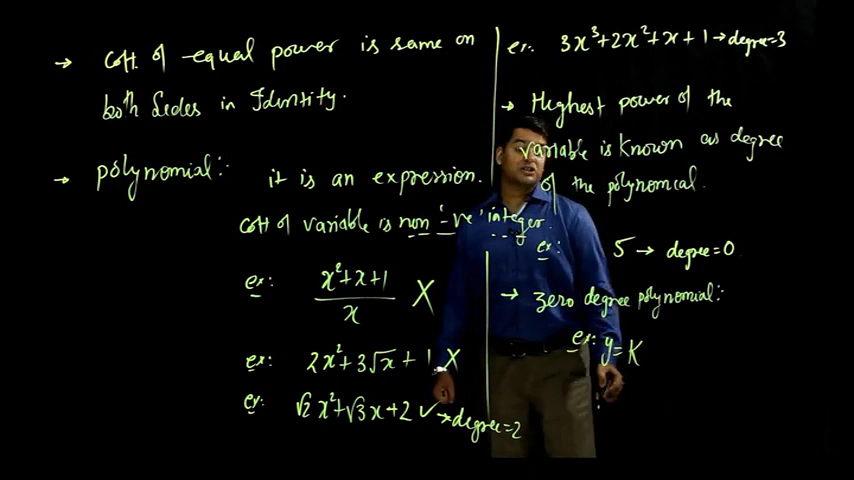 → Coff. of equal power is same on
both sides in Identity.
→ polynomial:- it is an expression.
Coff of variable is non '-ve' integer.
ex: x²+x+1/x X
ex: 2x²+3√x+1 X
ex: √2x²+√3x+2 ✓→degree=2
ex: 3x³+2x²+x+1→degree=3
→ Highest power of the
variable is known as degree
of the polynomial.
ex: 5 → degree=0
→ zero degree polynomial:-
ex: y=K